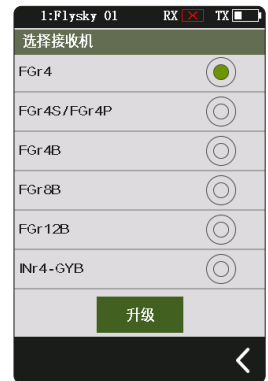 1:Flysky 01 RX TX
选择接收机
FGr4
FGr4S/FGr4P
FGr4B
FGr8B
FGr12B
INr4-GYB
升级